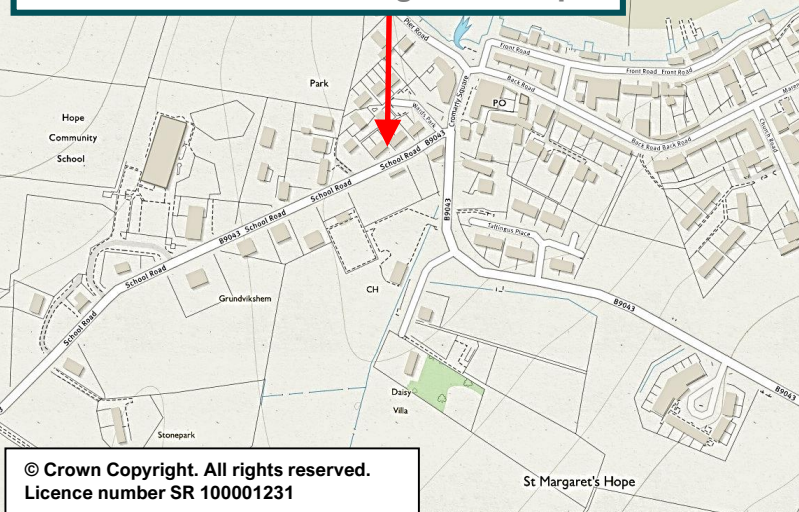 Pier Road
Front Road
Front Road Front Road
Back Road
Cromarty Square
PO
Park
Hope
Community
School
School Road B9043
School Road
B9043 School Road
School Road
School Road
Back Road Back Road
Church Road
B9043
Taftingus Place
Grundvikshem
CH
B9043
B9043
Daisy
Villa
Stonepark
St Margaret's Hope
© Crown Copyright. All rights reserved.
Licence number SR 100001231